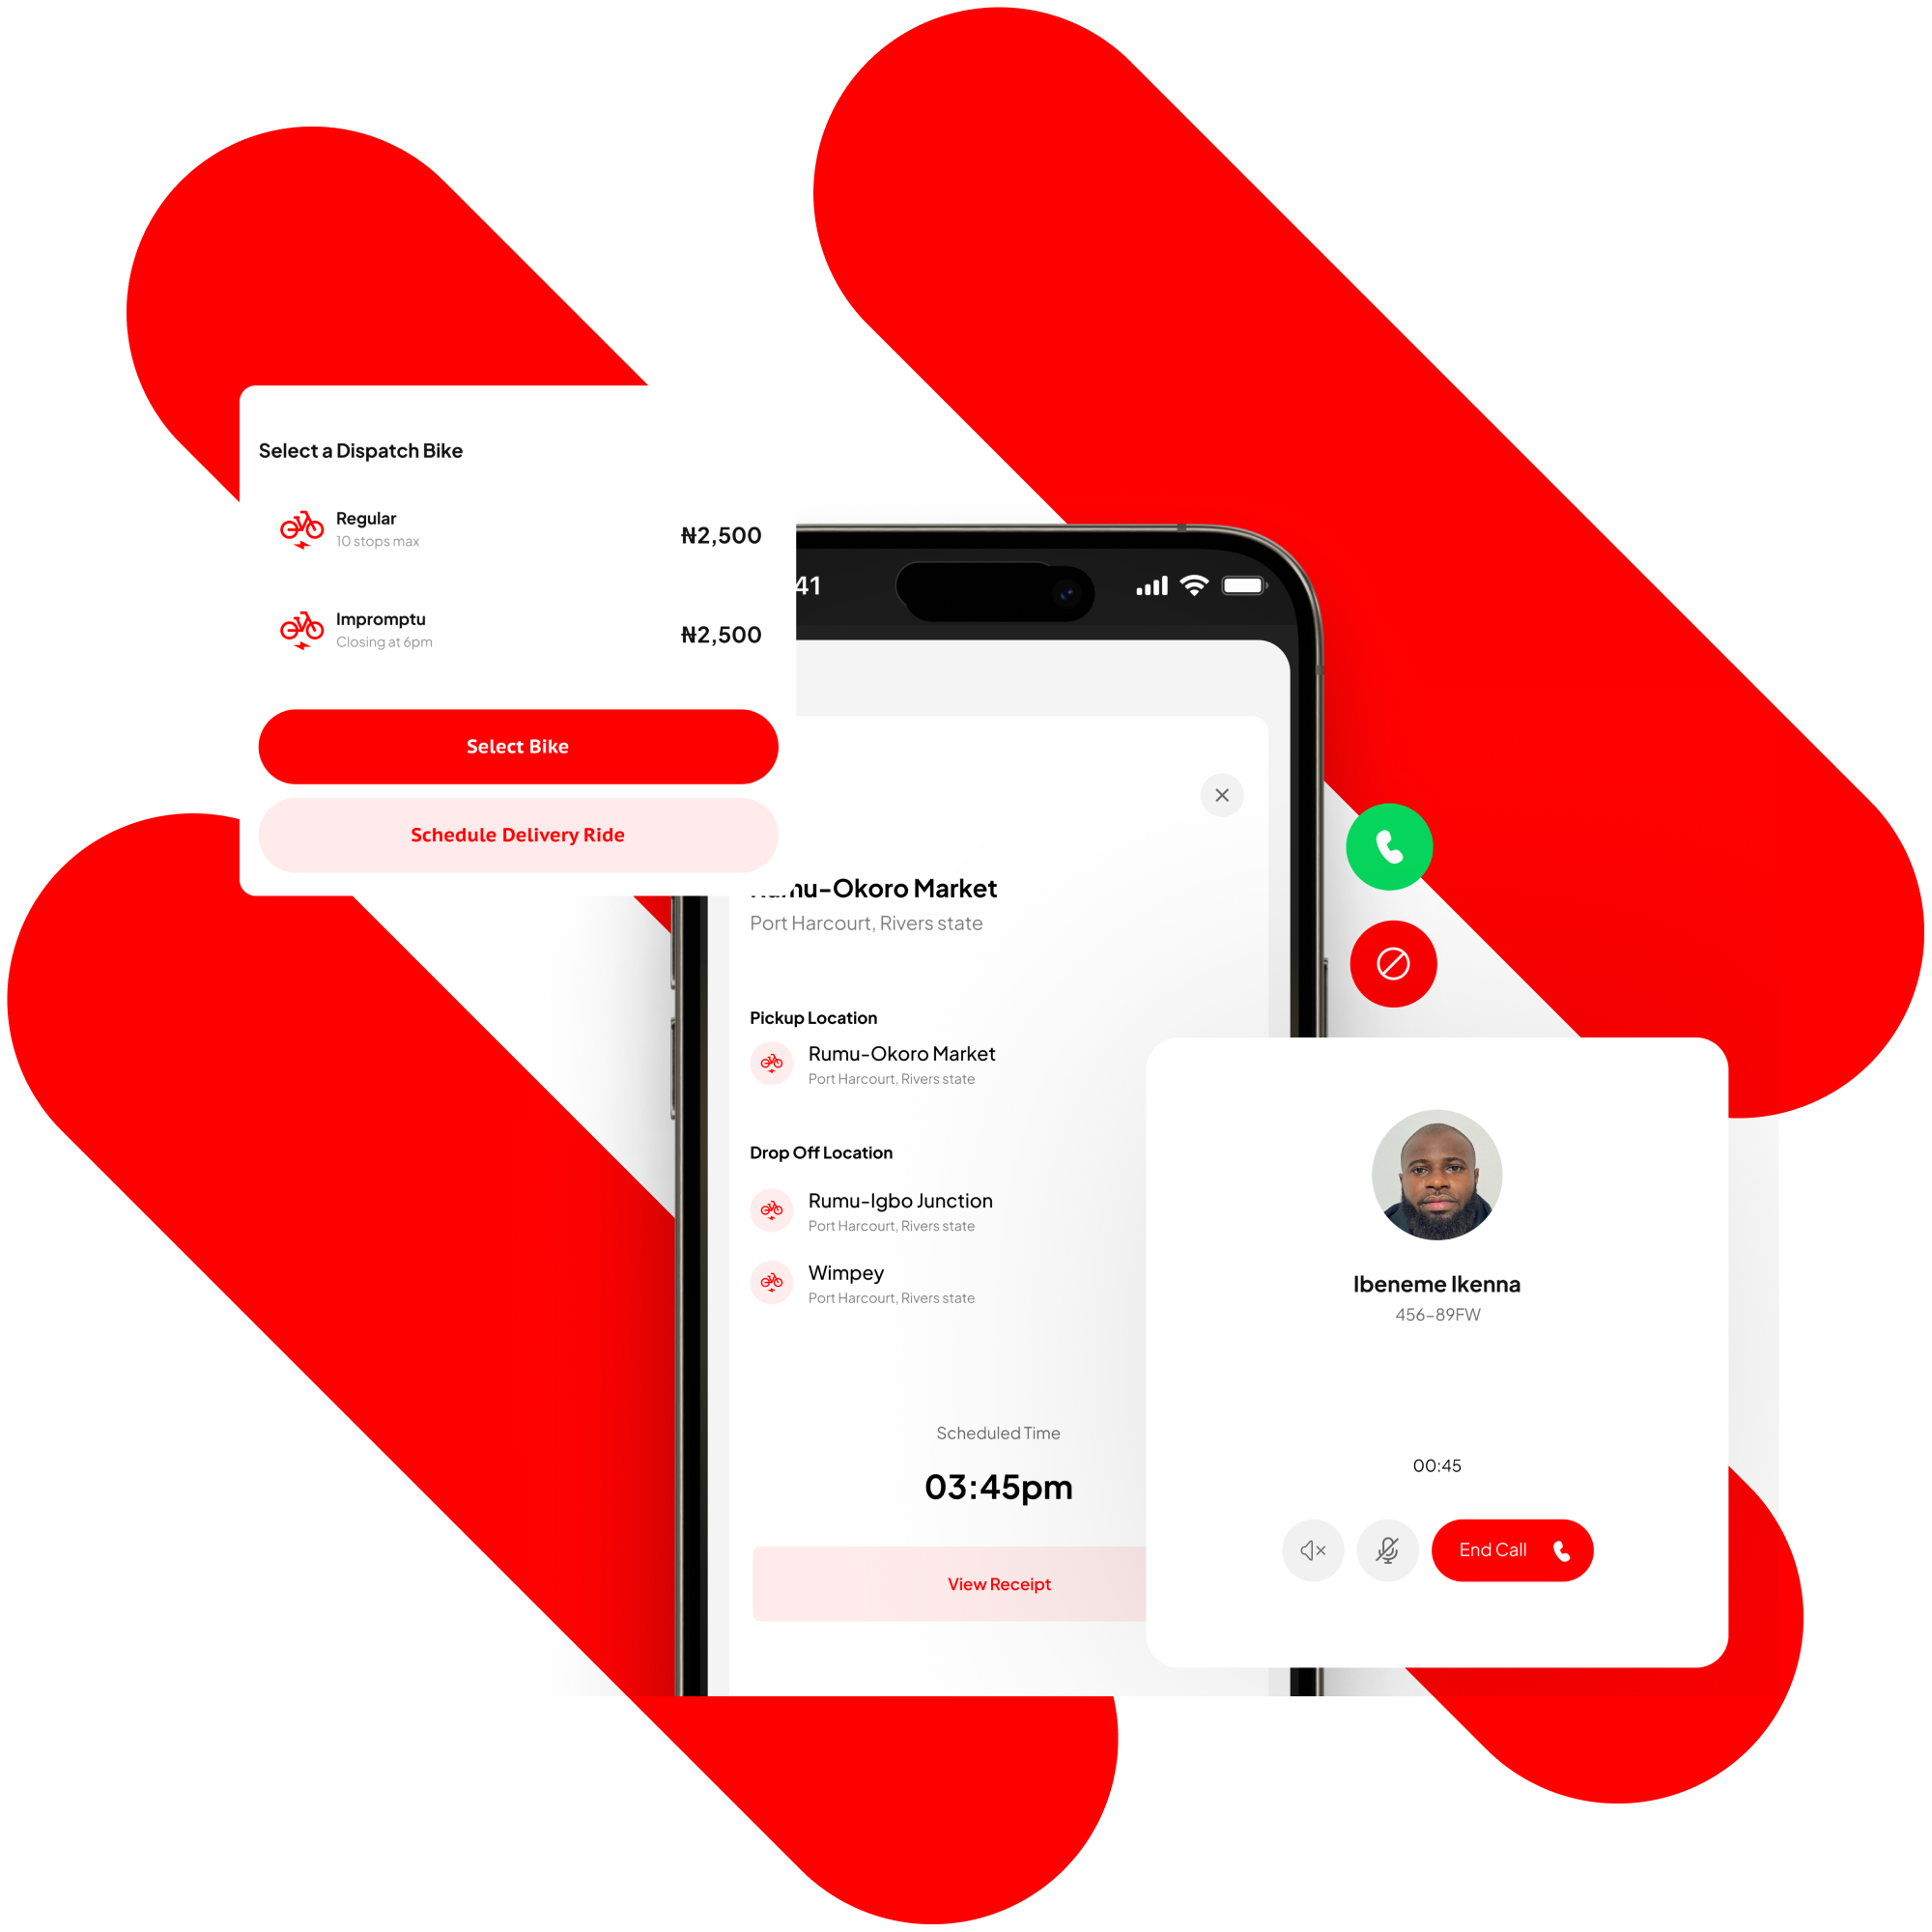 Select a Dispatch Bike
Regular
10 stops max
₦2,500
Impromptu
Closing at 6pm
₦2,500
Select Bike
Schedule Delivery Ride
41
Rumu-Okoro Market
Port Harcourt, Rivers state
Pickup Location
Rumu-Okoro Market
Port Harcourt, Rivers state
Drop Off Location
Rumu-Igbo Junction
Port Harcourt, Rivers state
Wimpey
Port Harcourt, Rivers state
Scheduled Time
03:45pm
View Receipt
Ibeneme Ikenna
456-89FW
00:45
End Call